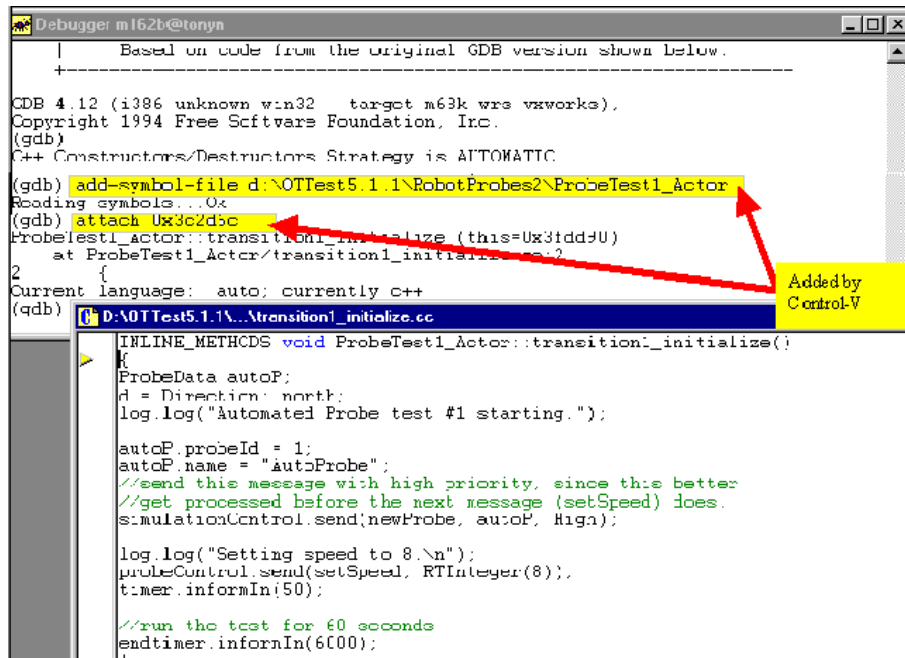 Debugger m162b@tonyn
| Based on code from the original GDB version shown below.
+--------------------------------------------------------------------
GDB 4.12 (i386 unknown win32 target m68k wrs vxworks),
Copyright 1994 Free Software Foundation, Inc.
(gdb)
C++ Constructors/Destructors Strategy is AUTOMATIC
(gdb) add-symbol-file d:\OTTest5.1.1\RobotProbes2\ProbeTest1_Actor
Reading symbols...Ok
(gdb) attach
ProbeTest1_Actor::transition1_initialize (this=0x3fdd90)
at ProbeTest1_Actor/
2 {
Current language: auto; currently c++
(gdb)
Added by
Control-V
D:\OTTest5.1.1\...\transition1_initialize.cc
INLINE_METHODS void ProbeTest1_Actor::transition1_initialize()
{
ProbeData autoP;
d = Direction: north;
log.log("Automated Probe test #1 starting.");
autoP.probeId = 1;
autoP.name = "AutoProbe";
//send this message with high priority, since this better
//get processed before the next message (setSpeed) does.
simulationControl.send(newProbe, autoP, High);
log.log("Setting speed to 8.\n");
probeControl.send(setSpeed, RTInteger(8));
timer.informIn(50);
//run the test for 60 seconds
endtimer.informIn(6000);